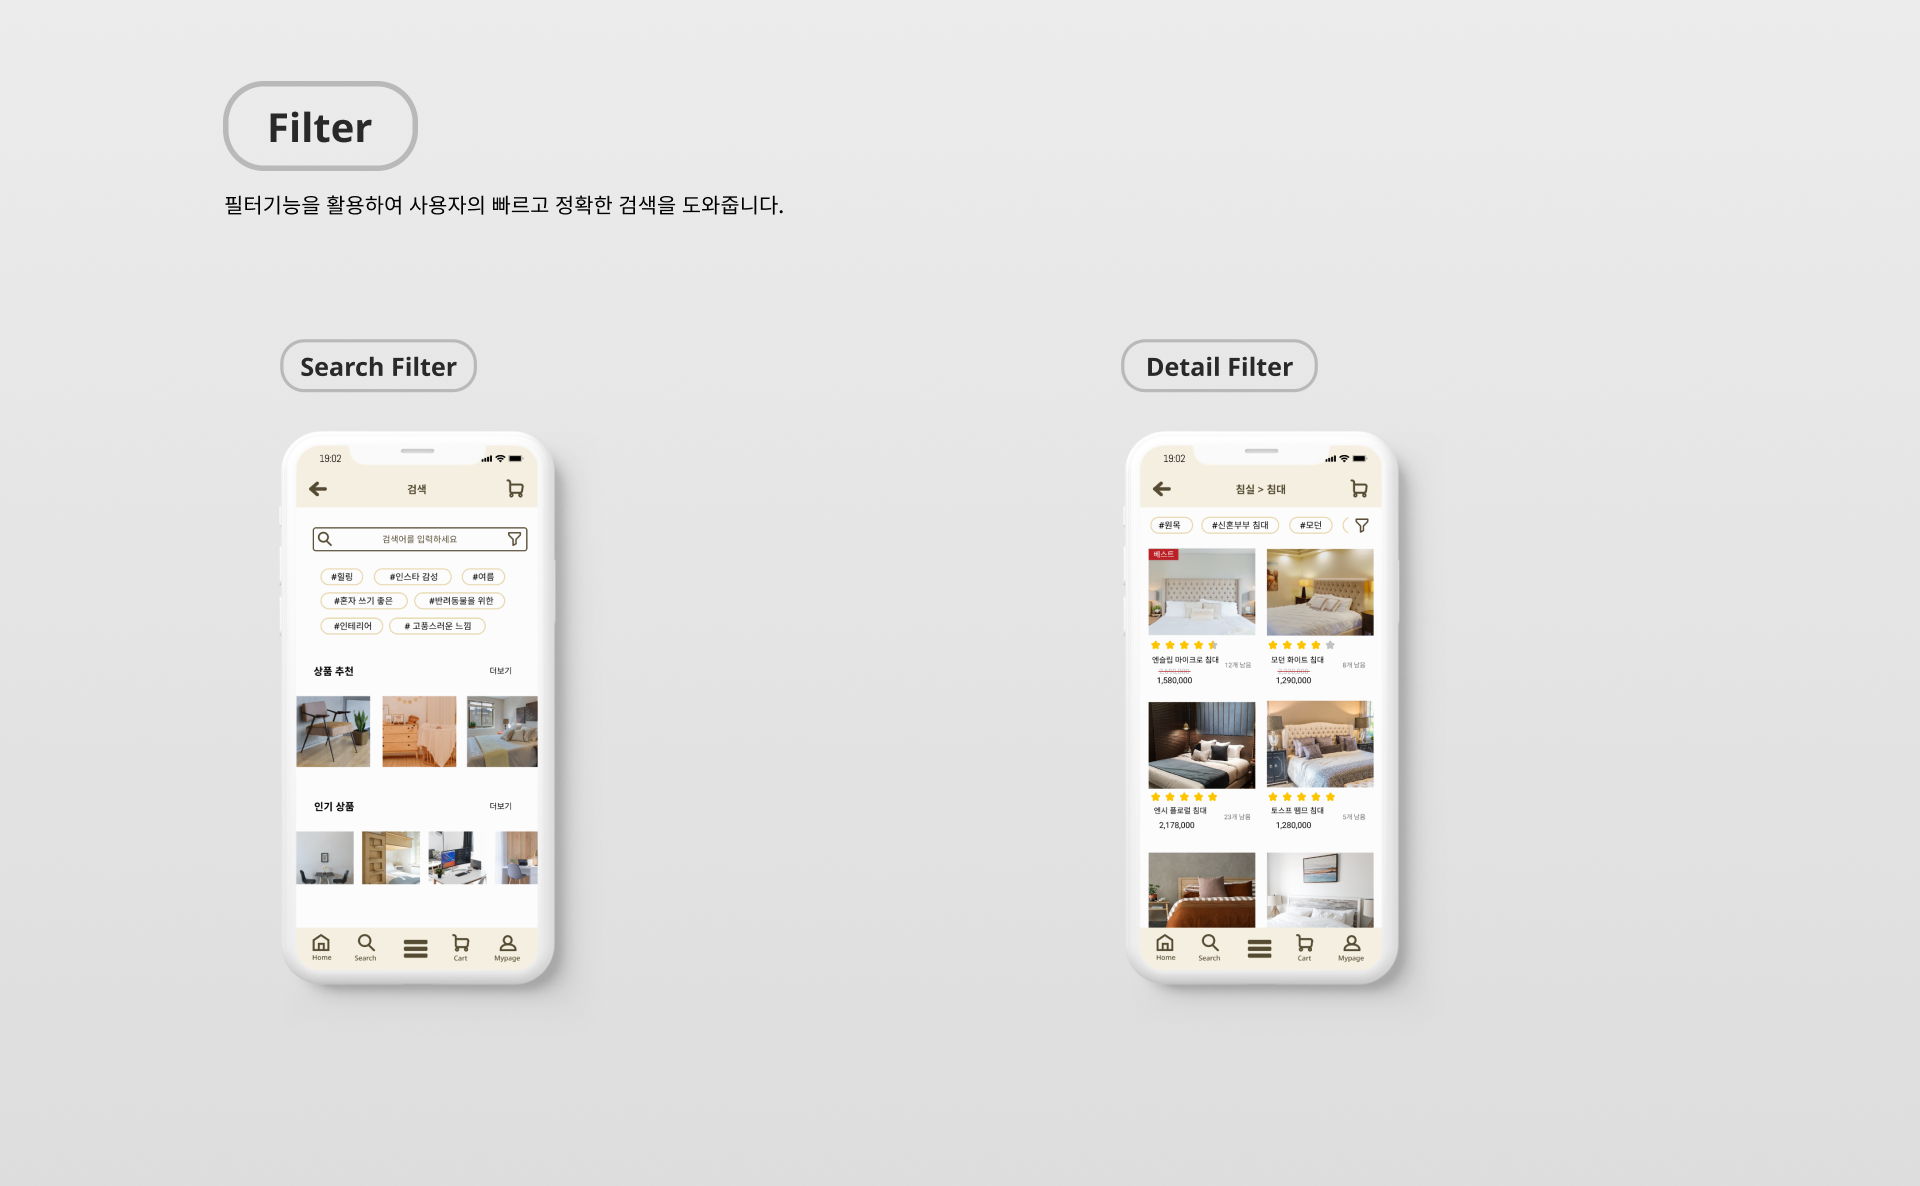 Filter
필터기능을 활용하여 사용자의 빠르고 정확한 검색을 도와줍니다.
Search Filter
19:02
검색
검색어를 입력하세요
#힐링 #인스타 감성 #여름
#혼자 쓰기 좋은 #반려동물을 위한
#인테리어 # 고풍스러운 느낌
상품 추천 더보기
인기 상품 더보기
Home Search Cart Mypage
Detail Filter
19:02
침실 > 침대
#원목 #신혼부부 침대 #모던
베스트
엔슬립 마이크로 침대 12개 남음
1,580,000
모던 화이트 침대 8개 남음
1,290,000
엔시 플로럴 침대 23개 남음
2,178,000
토스프 뗌므 침대 5개 남음
1,280,000
Home Search Cart Mypage